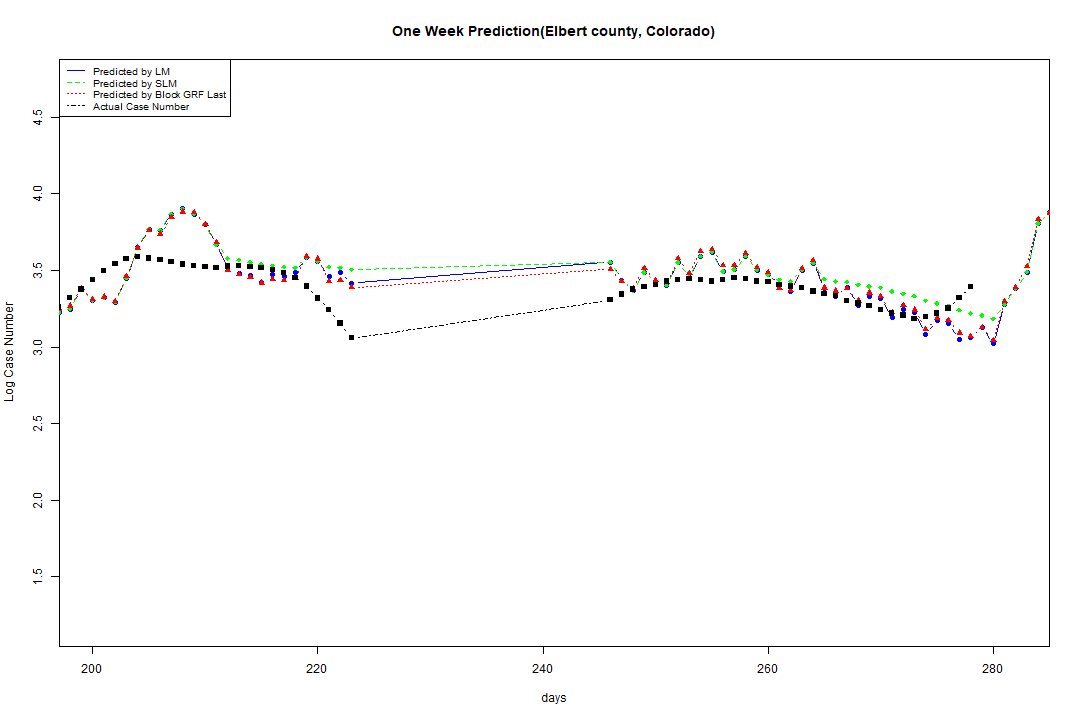 One Week Prediction(Elbert county, Colorado)
Predicted by LM
Predicted by SLM
Predicted by Block GRF Last
Actual Case Number
Log Case Number
4.5
4.0
3.5
3.0
2.5
2.0
1.5
200 220 240 260 280
days